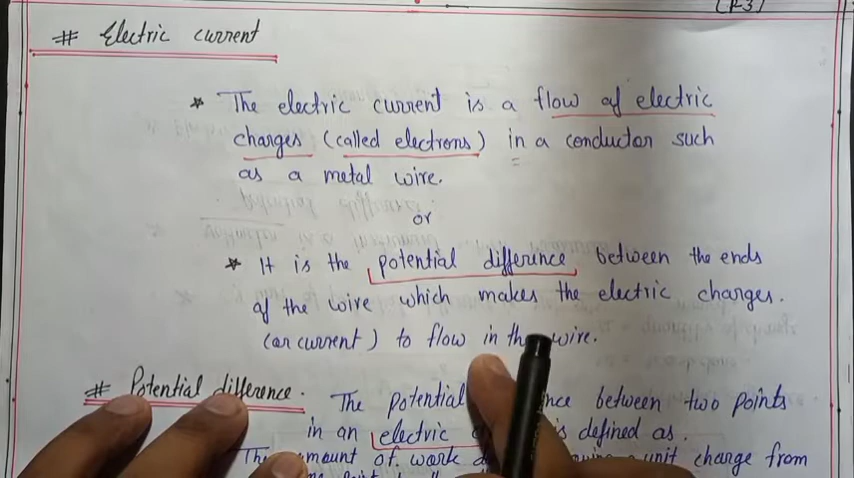 (P-3)
# Electric current
* The electric current is a flow of electric
charges (called electrons) in a conductor such
as a metal wire.
or
* It is the potential difference between the ends
of the wire which makes the electric charges.
(or current) to flow in the wire.
# Potential difference. The potential nce between two points
in an electric is defined as.
The amount of work unit charge from